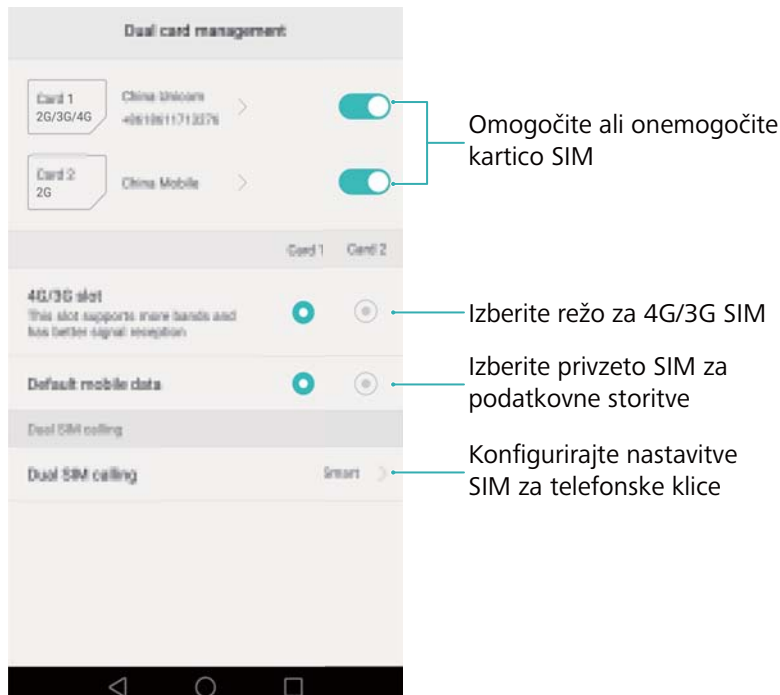 Dual card management
Card 1
2G/3G/4G
China Unicom
Card 2
2G
China Mobile
Omogočite ali onemogočite
kartico SIM
Card 1 Card 2
4G/3G slot
This slot supports more bands and
has better signal reception
Izberite režo za 4G/3G SIM
Default mobile data
Izberite privzeto SIM za
podatkovne storitve
Dual SIM calling
Dual SIM calling Smart
Konfigurirajte nastavitve
SIM za telefonske klice